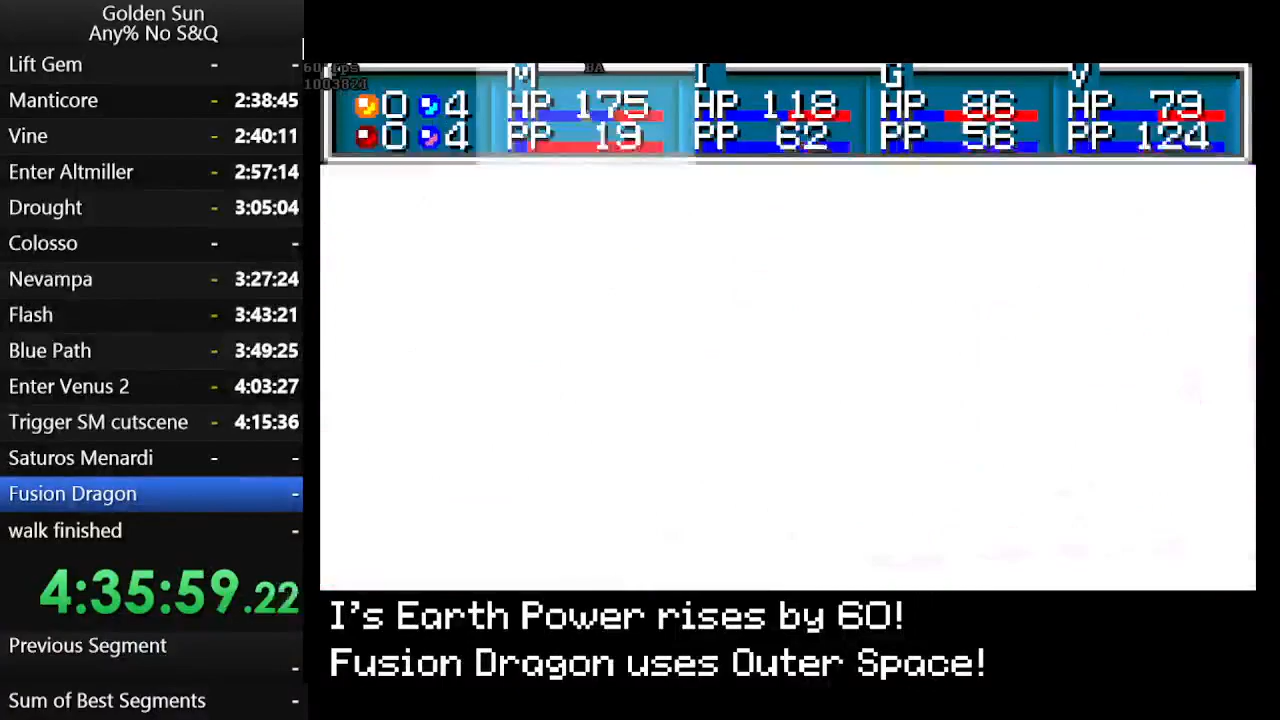 Golden Sun
Any% No S&Q
Lift Gem - -
Manticore - 2:38:45
Vine - 2:40:11
Enter Altmiller - 2:57:14
Drought - 3:05:04
Colosso - -
Nevampa - 3:27:24
Flash - 3:43:21
Blue Path - 3:49:25
Enter Venus 2 - 4:03:27
Trigger SM cutscene - 4:15:36
Saturos Menardi - -
Fusion Dragon -
walk finished -
4:35:59.22
Previous Segment
-
Sum of Best Segments -
M I G V
0 4 HP 175 HP 118 HP 86 HP 79
0 4 PP 19 PP 62 PP 56 PP 124
I's Earth Power rises by 60!
Fusion Dragon uses Outer Space!